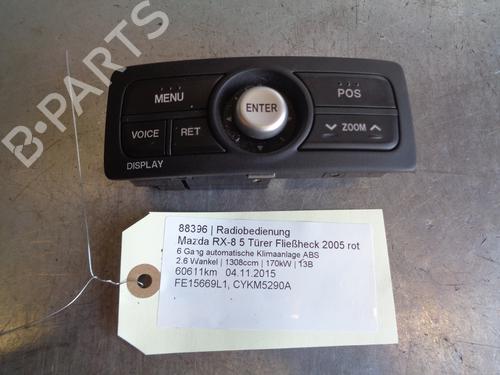 B-PARTS
MENU
ENTER
POS
VOICE
RET
ZOOM
DISPLAY
88396 | Radiobedienung
Mazda RX-8 5 Türer Fließheck 2005 rot
6 Gang automatische Klimaanlage ABS
2.6 Wankel | 1308ccm | 170kW | 13B
60611km 04.11.2015
FE15669L1, CYKM5290A